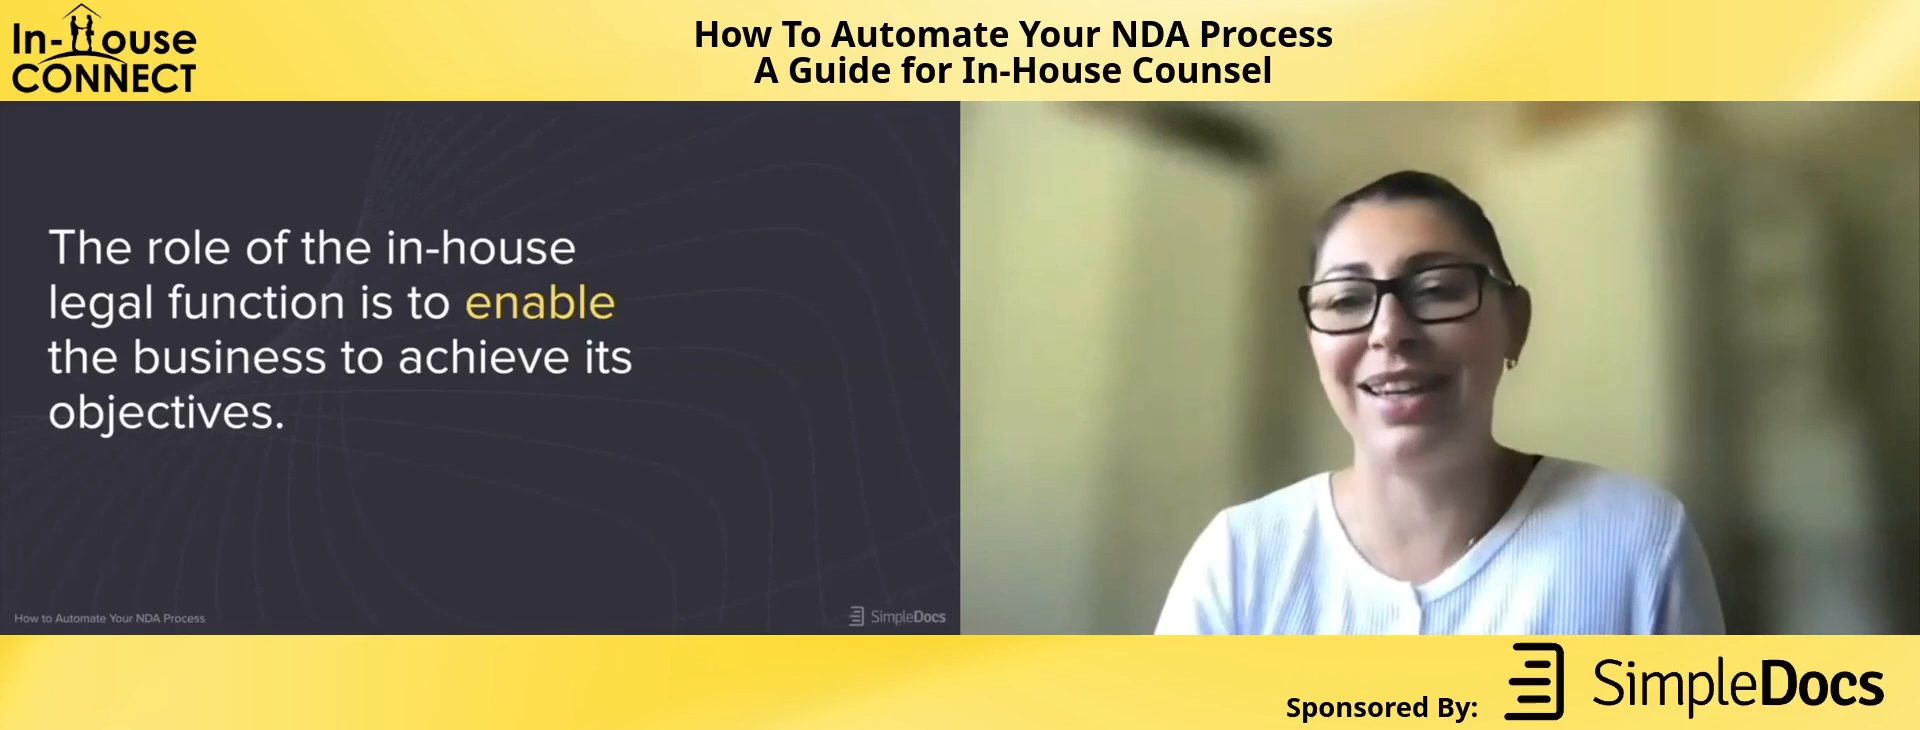 In-House
CONNECT
How To Automate Your NDA Process
A Guide for In-House Counsel
The role of the in-house
legal function is to enable
the business to achieve its
objectives.
How to Automate Your NDA Process
SimpleDocs
Sponsored By:
SimpleDocs